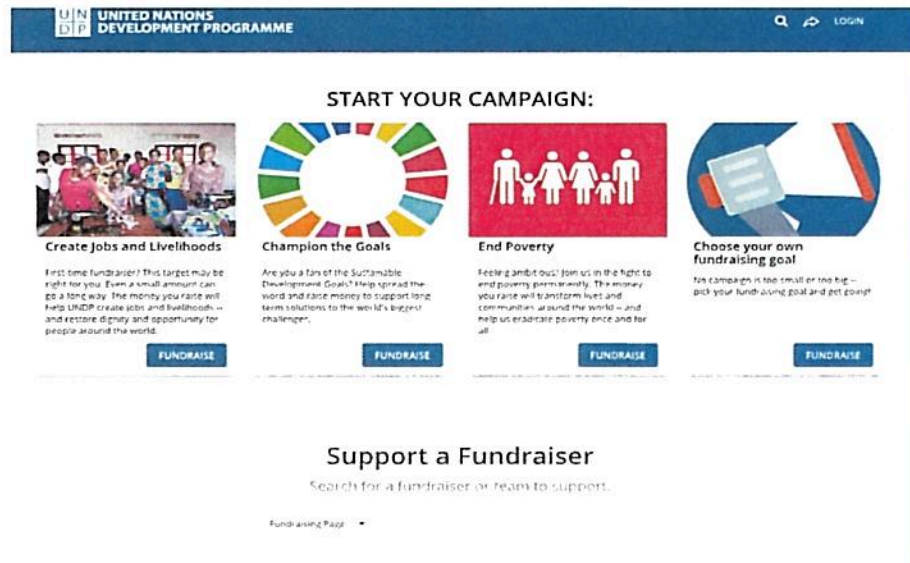 UN
DP
UNITED NATIONS
DEVELOPMENT PROGRAMME
LOGIN
START YOUR CAMPAIGN:
Create Jobs and Livelihoods
First time fundraiser? This target may be
right for you. Even a small amount can
go a long way. The money you raise will
help UNDP create jobs and livelihoods –
and restore dignity and opportunity for
people around the world.
FUNDRAISE
Champion the Goals
Are you a fan of the Sustainable
Development Goals? Help spread the
word and raise money to support long
term solutions to the world's biggest
challenges.
FUNDRAISE
End Poverty
Feeling ambitious? Join us in the fight to
end poverty permanently. The money
you raise will transform lives and
communities around the world – and
help us eradicate poverty once and for
all
FUNDRAISE
Choose your own
fundraising goal
No campaign is too small or too big –
pick your fundraising goal and get going!
FUNDRAISE
Support a Fundraiser
Search for a fundraiser or team to support.
Fundraising Page